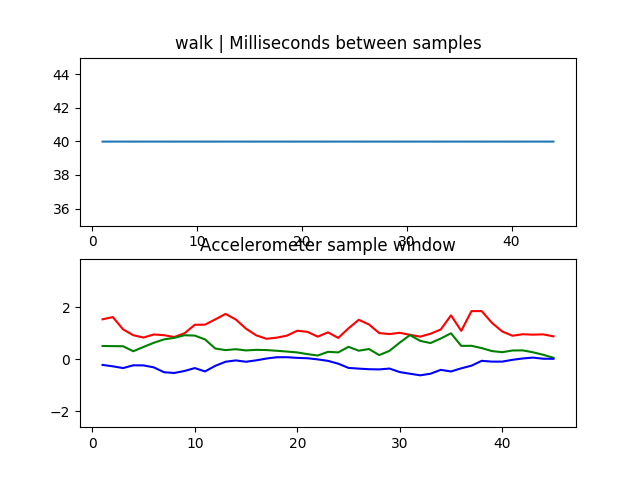 walk | Milliseconds between samples
44
42
40
38
36
0 10 20 30 40
Accelerometer sample window
2
0
−2
0 10 20 30 40